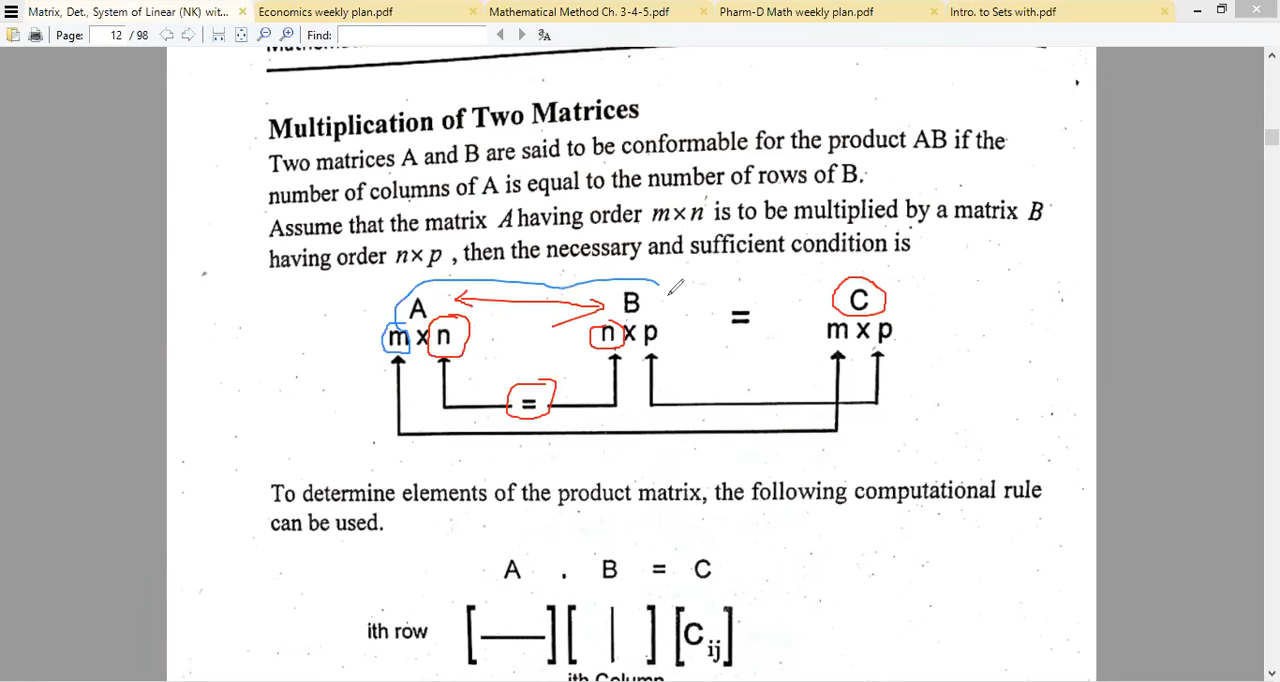 Matrix, Det., System of Linear (NK) wit... Economics weekly plan.pdf Mathematical Method Ch. 3-4-5.pdf Pharm-D Math weekly plan.pdf Intro. to Sets with.pdf
Page: 12 / 98 Find:
Multiplication of Two Matrices
Two matrices A and B are said to be conformable for the product AB if the
number of columns of A is equal to the number of rows of B.
Assume that the matrix A having order m×n is to be multiplied by a matrix B
having order n×p , then the necessary and sufficient condition is
A B = C
m x n n x p m x p
=
To determine elements of the product matrix, the following computational rule
can be used.
A . B = C
ith row [—] [ | ] [Cij]